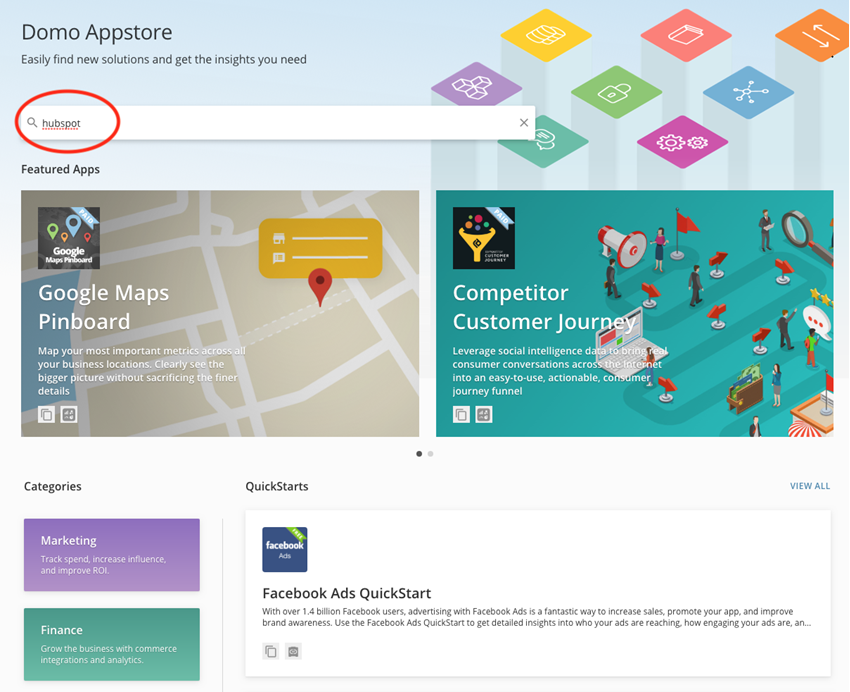 Domo Appstore
Easily find new solutions and get the insights you need
hubspot
Featured Apps
PAID
Google
Maps Pinboard
Google Maps
Pinboard
Map your most important metrics across all
your business locations. Clearly see the
bigger picture without sacrificing the finer
details
PAID
CUSTOMER
JOURNEY
Competitor
Customer Journey
Leverage social intelligence data to bring real
consumer conversations across the internet
into an easy-to-use, actionable, consumer
journey funnel
Categories
Marketing
Track spend, increase influence,
and improve ROI.
Finance
Grow the business with commerce
integrations and analytics.
QuickStarts
VIEW ALL
FREE
facebook
Ads
Facebook Ads QuickStart
With over 1.4 billion Facebook users, advertising with Facebook Ads is a fantastic way to increase sales, promote your app, and improve
brand awareness. Use the Facebook Ads QuickStart to get detailed insights into who your ads are reaching, how engaging your ads are, an...